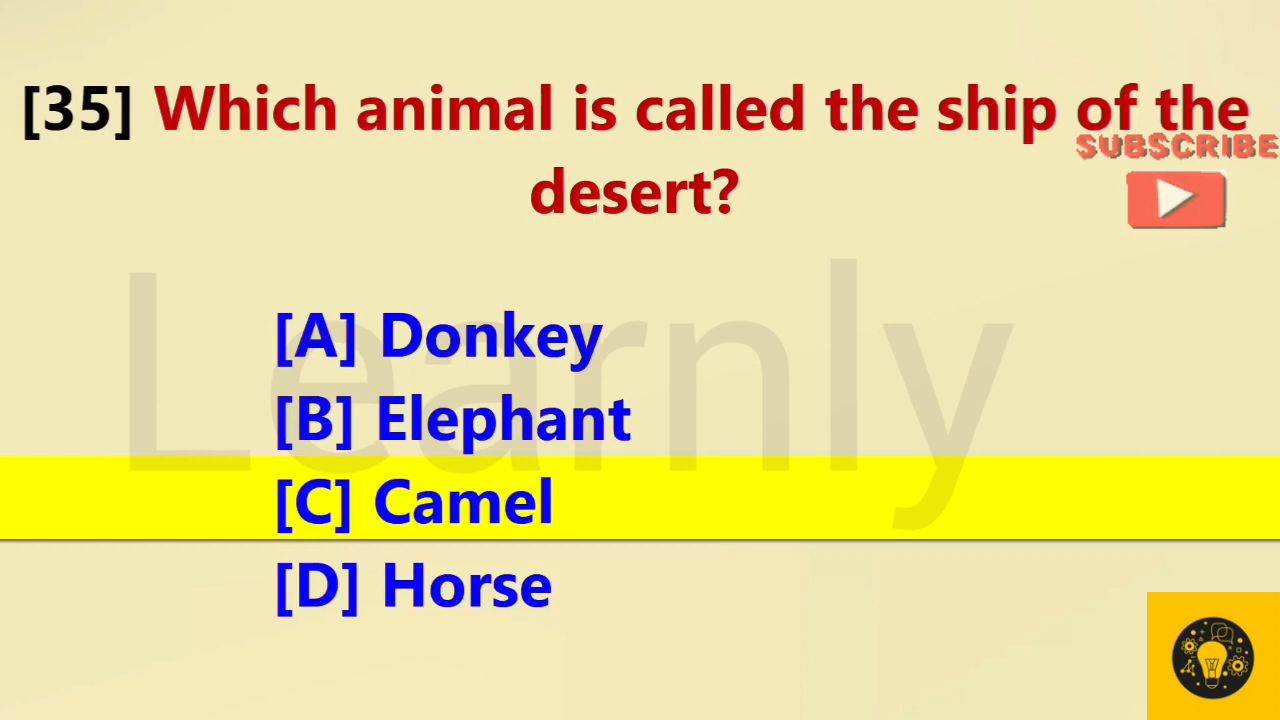 [35] Which animal is called the ship of the
desert?
SUBSCRIBE
Learnly
[A] Donkey
[B] Elephant
[C] Camel
[D] Horse